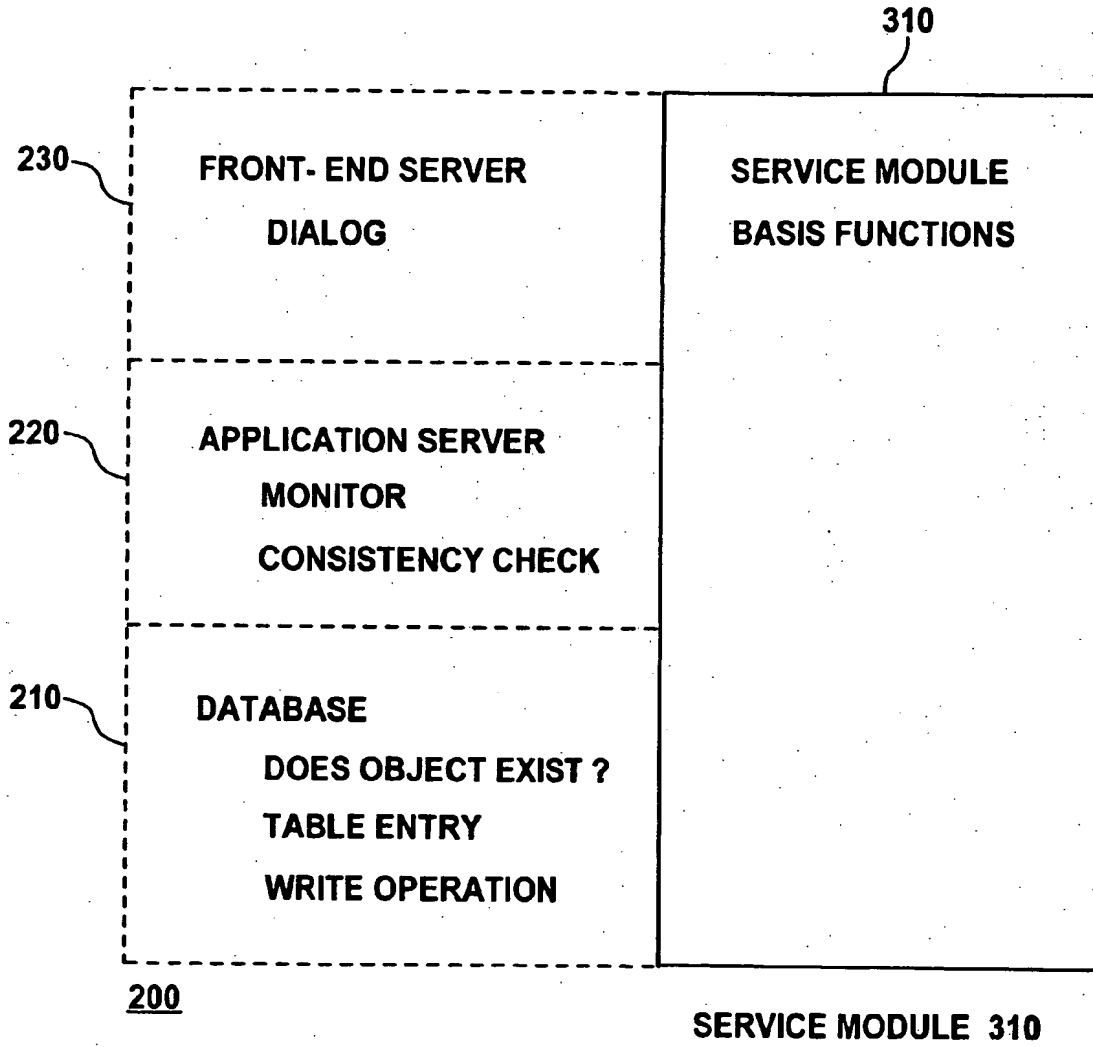 310
230
FRONT- END SERVER
DIALOG
SERVICE MODULE
BASIS FUNCTIONS
220
APPLICATION SERVER
MONITOR
CONSISTENCY CHECK
210
DATABASE
DOES OBJECT EXIST ?
TABLE ENTRY
WRITE OPERATION
200
SERVICE MODULE 310